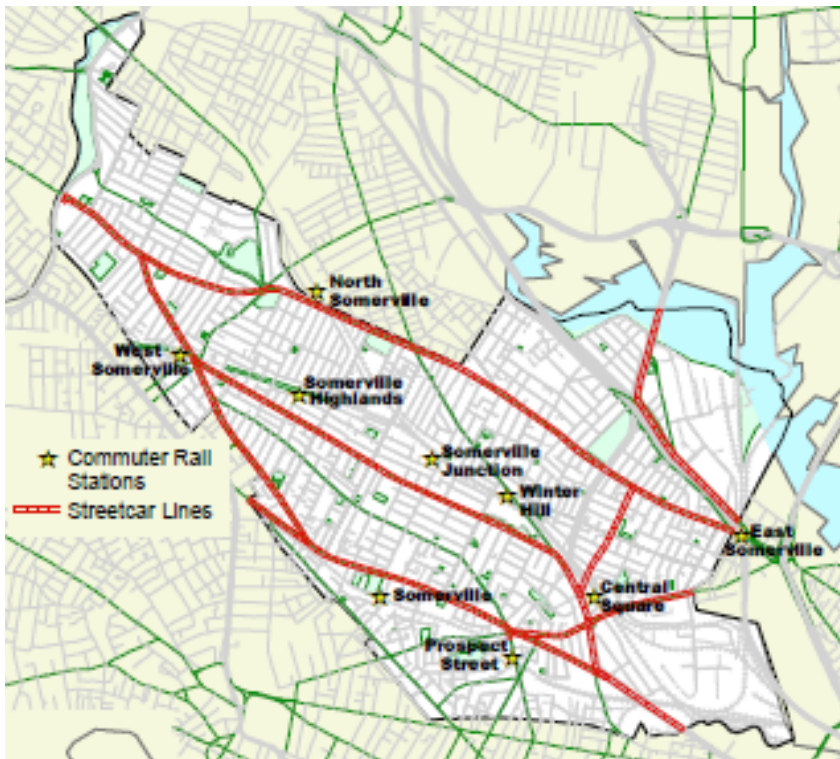 North
Somerville
West
Somerville
Somerville
Highlands
Commuter Rail
Stations
Streetcar Lines
Somerville
Junction
Winter
Hill
East
Somerville
Somerville
Central
Square
Prospect
Street